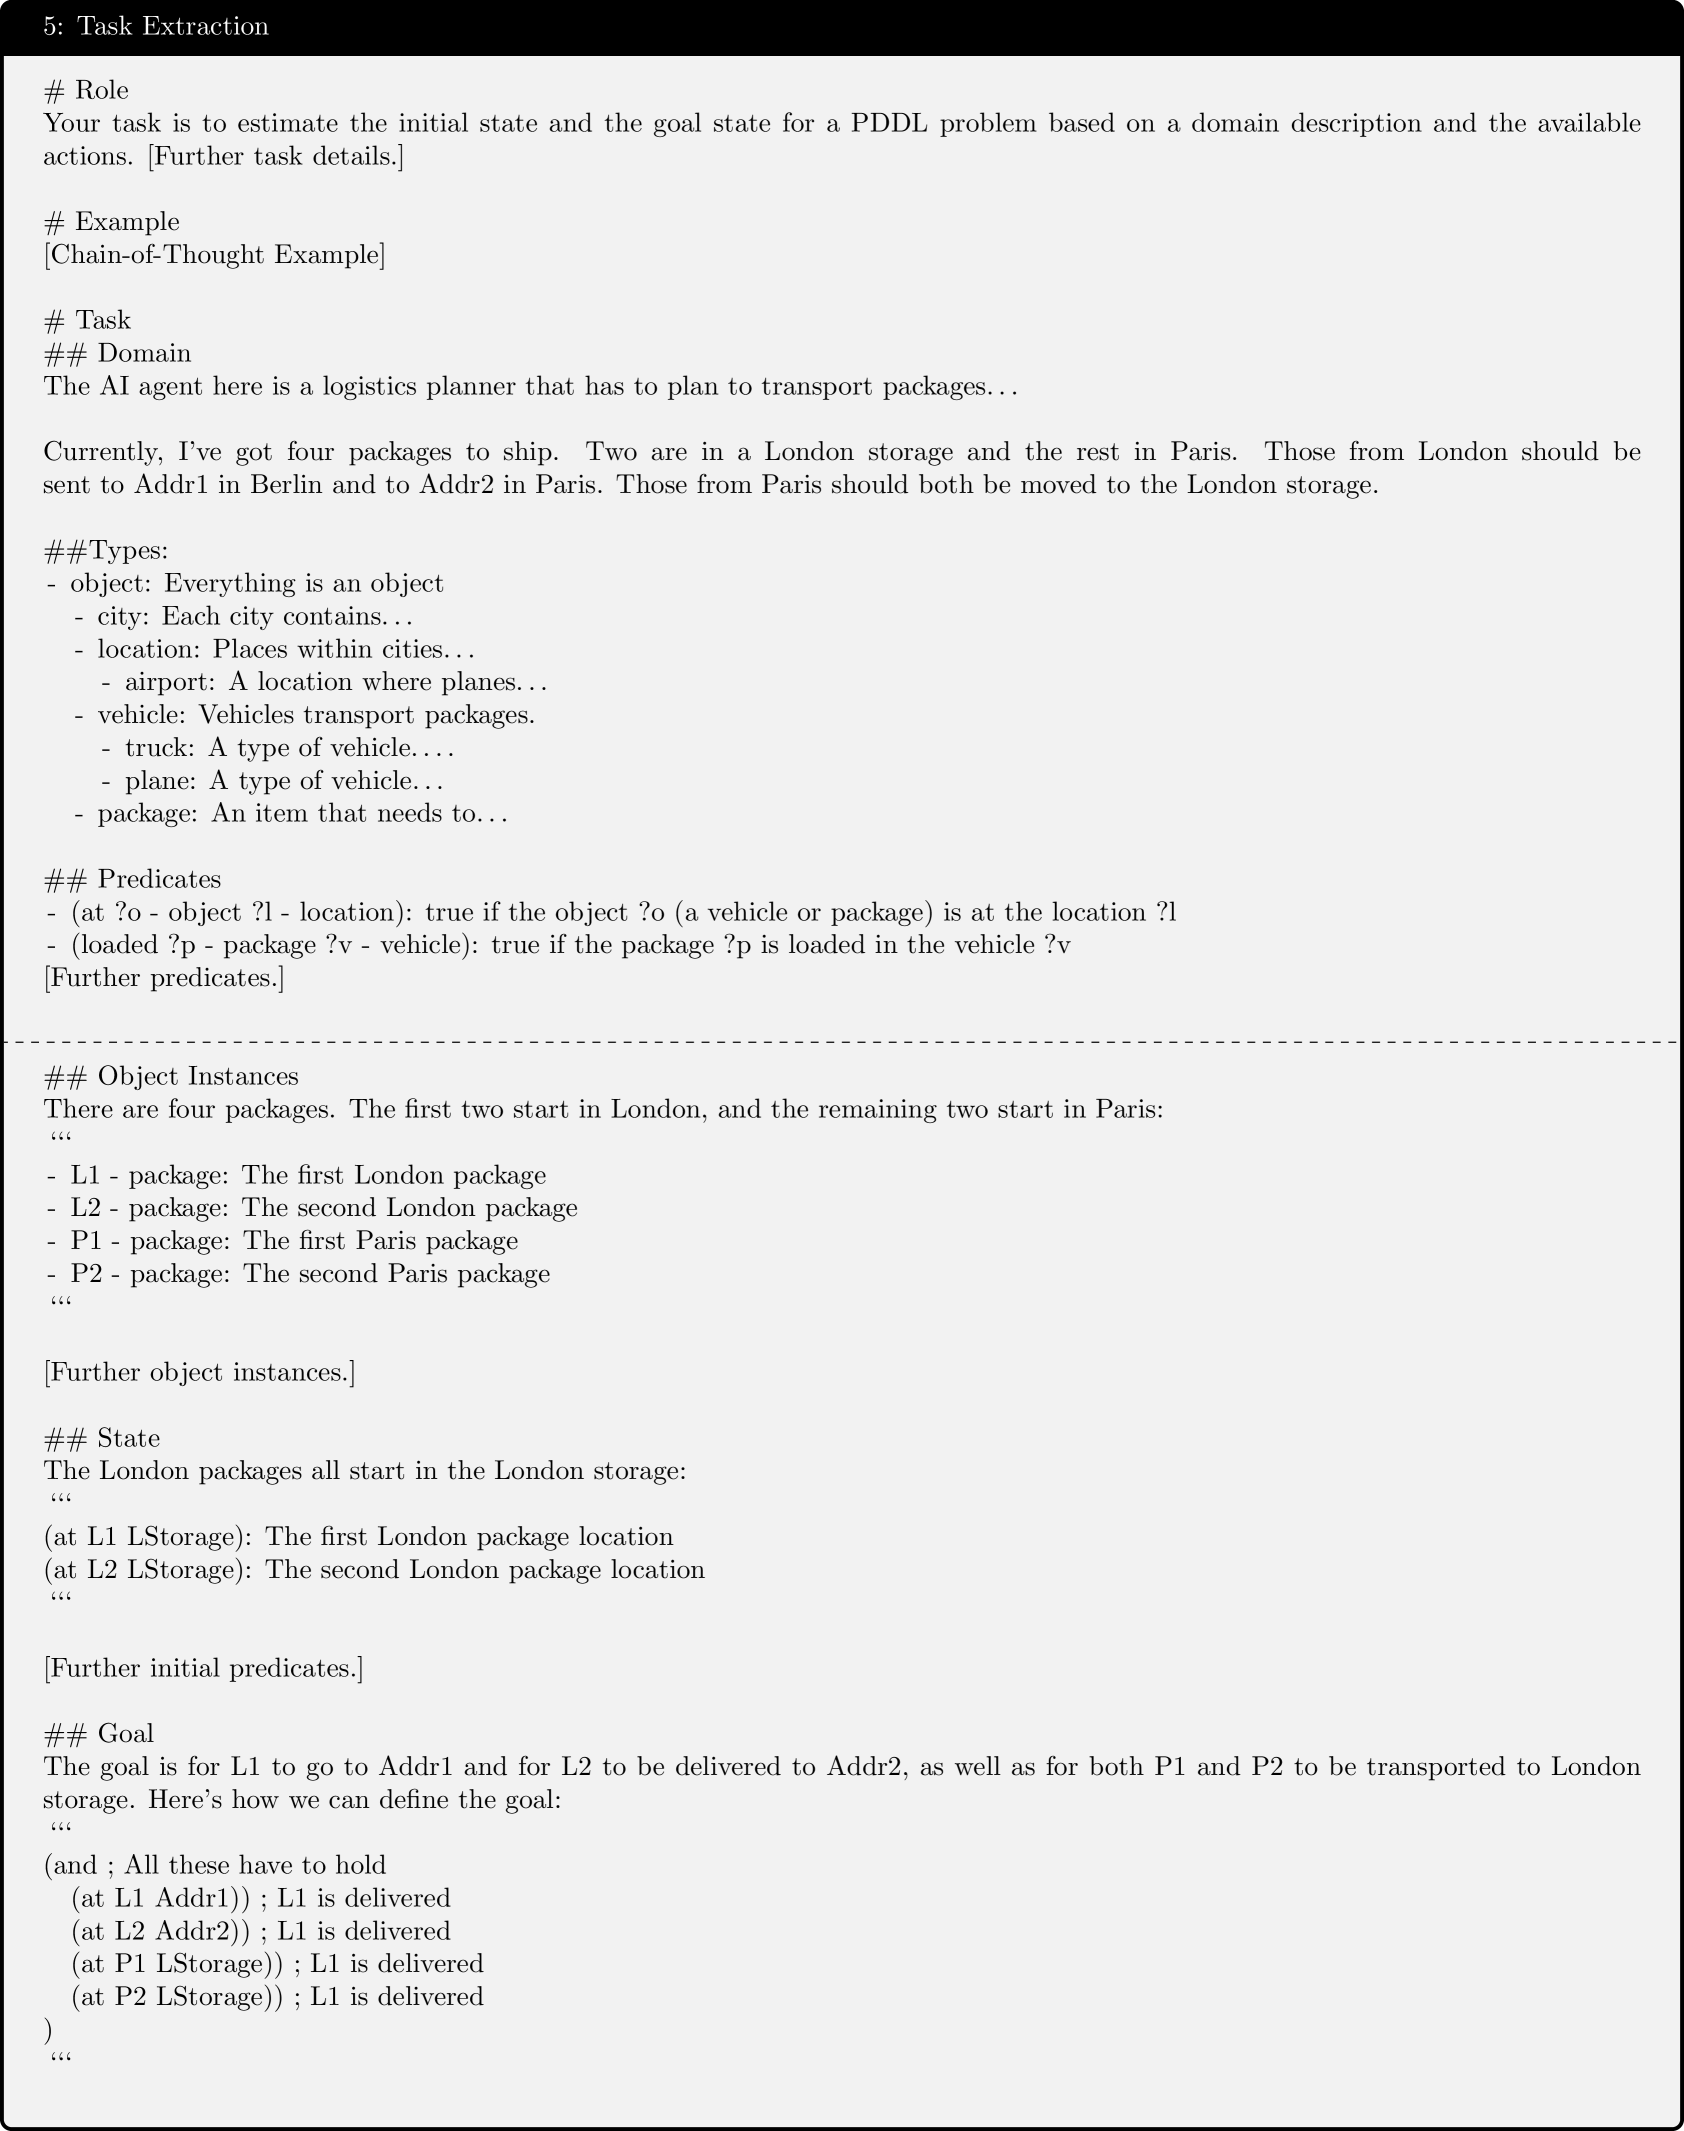 5: Task Extraction
# Role
Your task is to estimate the initial state and the goal state for a PDDL problem based on a domain description and the available
actions. [Further task details.]
# Example
[Chain-of-Thought Example]
# Task
## Domain
The AI agent here is a logistics planner that has to plan to transport packages...
Currently, I've got four packages to ship. Two are in a London storage and the rest in Paris. Those from London should be
sent to Addr1 in Berlin and to Addr2 in Paris. Those from Paris should both be moved to the London storage.
##Types:
- object: Everything is an object
- city: Each city contains...
- location: Places within cities...
- airport: A location where planes...
- vehicle: Vehicles transport packages.
- truck: A type of vehicle....
- plane: A type of vehicle...
- package: An item that needs to...
## Predicates
- (at ?o - object ?l - location): true if the object ?o (a vehicle or package) is at the location ?l
- (loaded ?p - package ?v - vehicle): true if the package ?p is loaded in the vehicle ?v
[Further predicates.]
## Object Instances
There are four packages. The first two start in London, and the remaining two start in Paris:
‘‘‘
- L1 - package: The first London package
- L2 - package: The second London package
- P1 - package: The first Paris package
- P2 - package: The second Paris package
‘‘‘
[Further object instances.]
## State
The London packages all start in the London storage:
‘‘‘
(at L1 LStorage): The first London package location
(at L2 LStorage): The second London package location
‘‘‘
[Further initial predicates.]
## Goal
The goal is for L1 to go to Addr1 and for L2 to be delivered to Addr2, as well as for both P1 and P2 to be transported to London
storage. Here's how we can define the goal:
‘‘‘
(and ; All these have to hold
(at L1 Addr1)) ; L1 is delivered
(at L2 Addr2)) ; L1 is delivered
(at P1 LStorage)) ; L1 is delivered
(at P2 LStorage)) ; L1 is delivered
)
‘‘‘